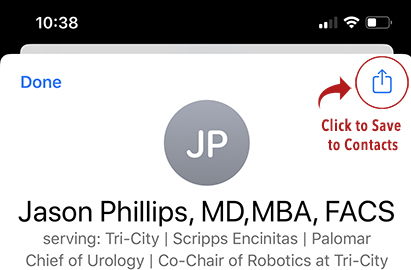 10:38
Done
Click to Save
to Contacts
JP
Jason Phillips, MD,MBA, FACS
serving: Tri-City | Scripps Encinitas | Palomar
Chief of Urology | Co-Chair of Robotics at Tri-City